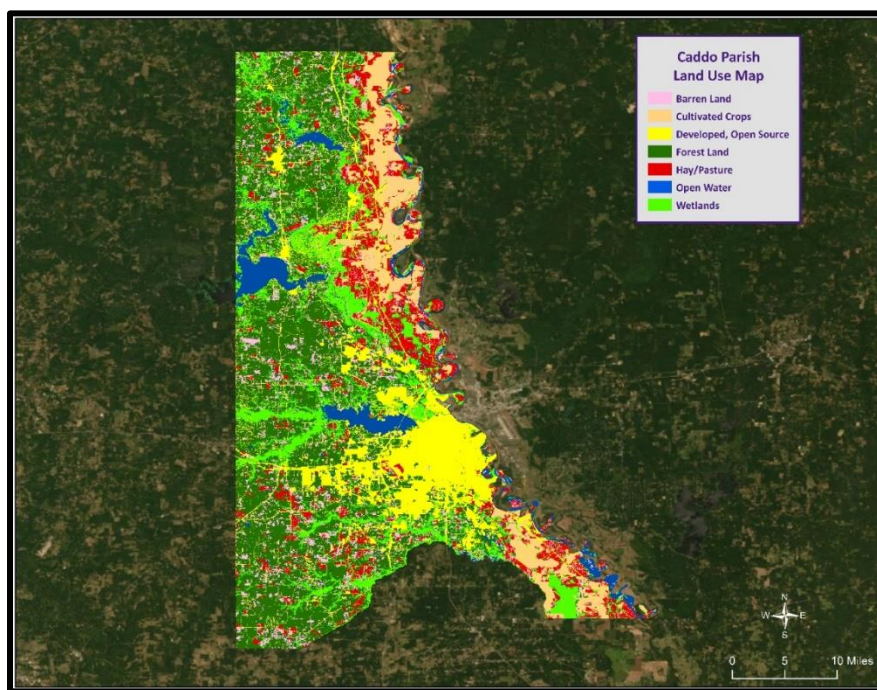 Caddo Parish
Land Use Map
Barren Land
Cultivated Crops
Developed, Open Source
Forest Land
Hay/Pasture
Open Water
Wetlands
N
W E
S
0 5 10 Miles